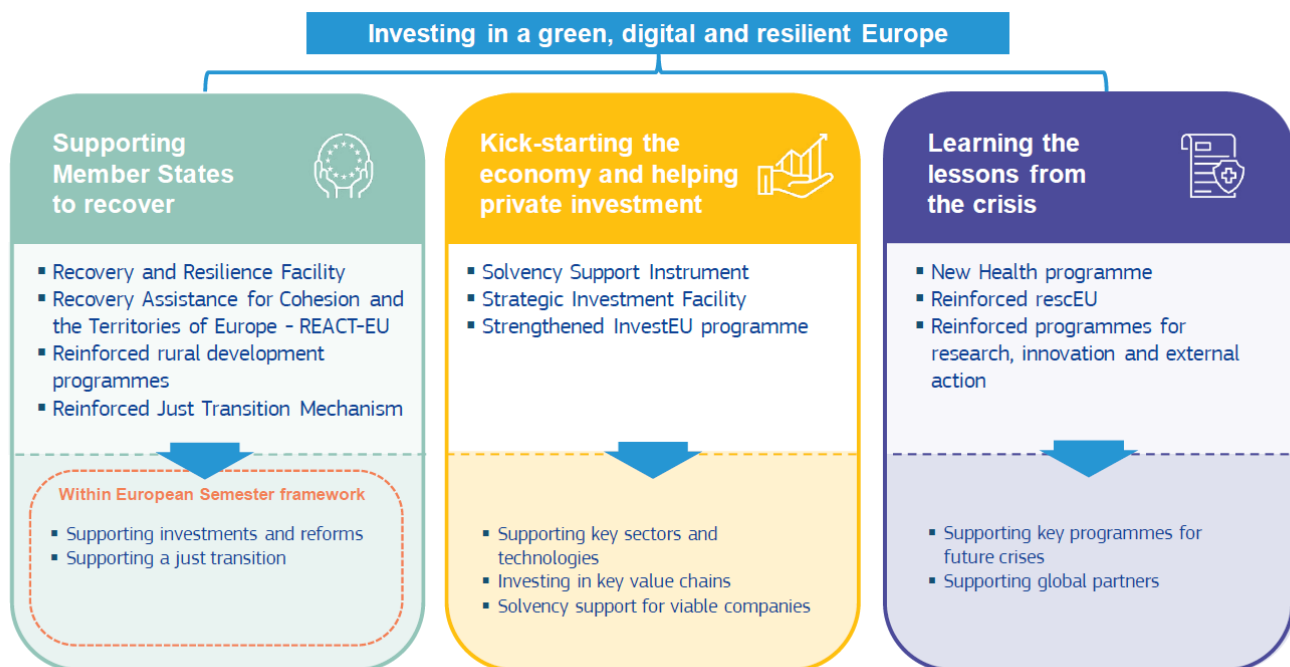 Investing in a green, digital and resilient Europe
Supporting
Member States
to recover
▪ Recovery and Resilience Facility
▪ Recovery Assistance for Cohesion and
the Territories of Europe - REACT-EU
▪ Reinforced rural development
programmes
▪ Reinforced Just Transition Mechanism
Within European Semester framework
▪ Supporting investments and reforms
▪ Supporting a just transition
Kick-starting the
economy and helping
private investment
▪ Solvency Support Instrument
▪ Strategic Investment Facility
▪ Strengthened InvestEU programme
▪ Supporting key sectors and
technologies
▪ Investing in key value chains
▪ Solvency support for viable companies
Learning the
lessons from
the crisis
▪ New Health programme
▪ Reinforced rescEU
▪ Reinforced programmes for
research, innovation and external
action
▪ Supporting key programmes for
future crises
▪ Supporting global partners